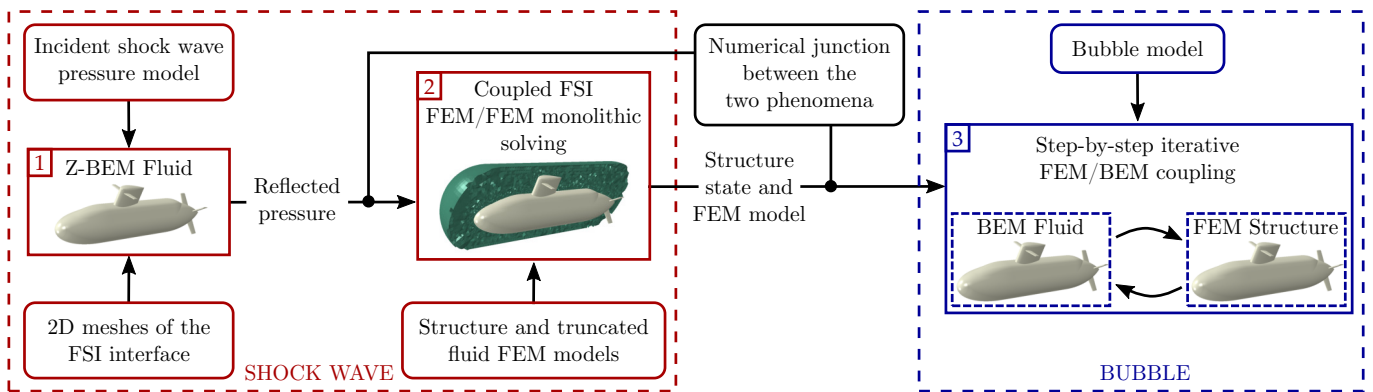 Incident shock wave
pressure model
1
Z-BEM Fluid
2D meshes of the
FSI interface
Reflected
pressure
2
Coupled FSI
FEM/FEM monolithic
solving
Structure and truncated
fluid FEM models
SHOCK WAVE
Numerical junction
between the
two phenomena
Structure
state and
FEM model
Bubble model
3
Step-by-step iterative
FEM/BEM coupling
BEM Fluid
FEM Structure
BUBBLE